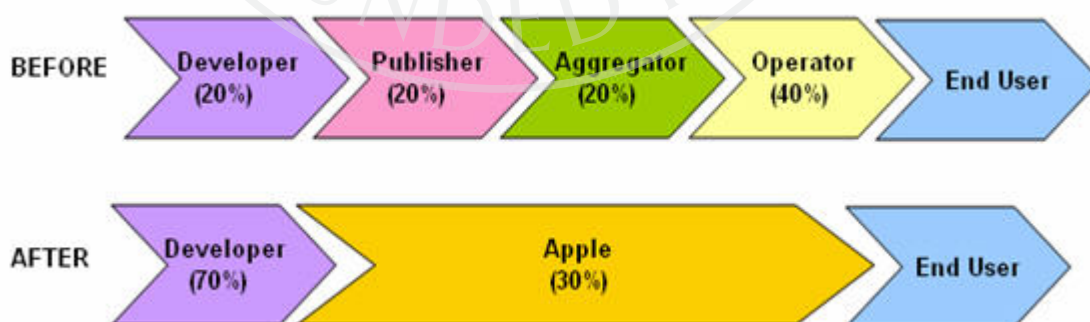 BEFORE
Developer
(20%)
Publisher
(20%)
Aggregator
(20%)
Operator
(40%)
End User
AFTER
Developer
(70%)
Apple
(30%)
End User